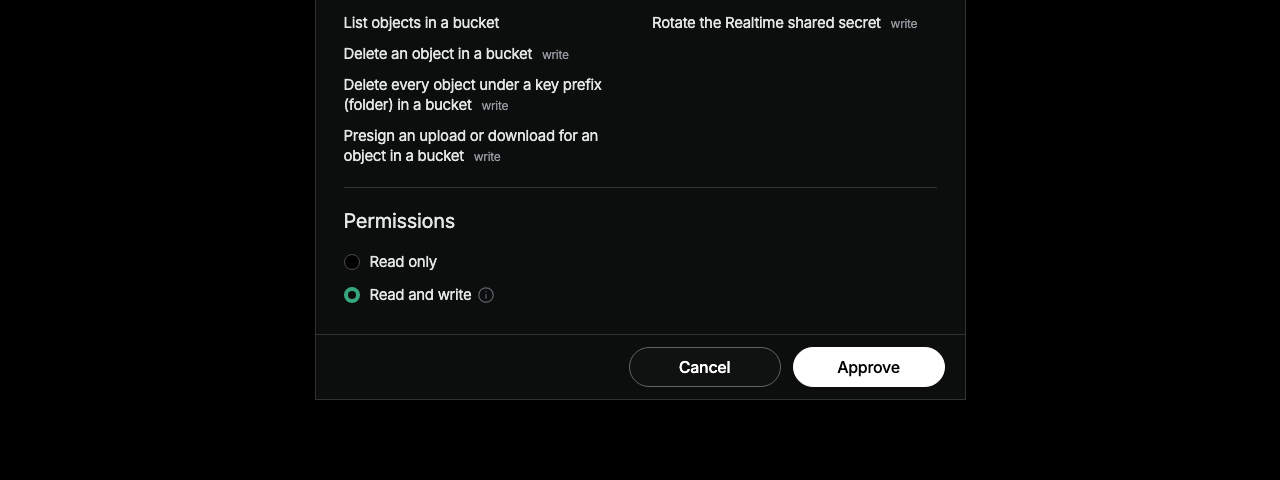 List objects in a bucket
Delete an object in a bucket write
Delete every object under a key prefix
(folder) in a bucket write
Presign an upload or download for an
object in a bucket write
Rotate the Realtime shared secret write
Permissions
Read only
Read and write
Cancel
Approve